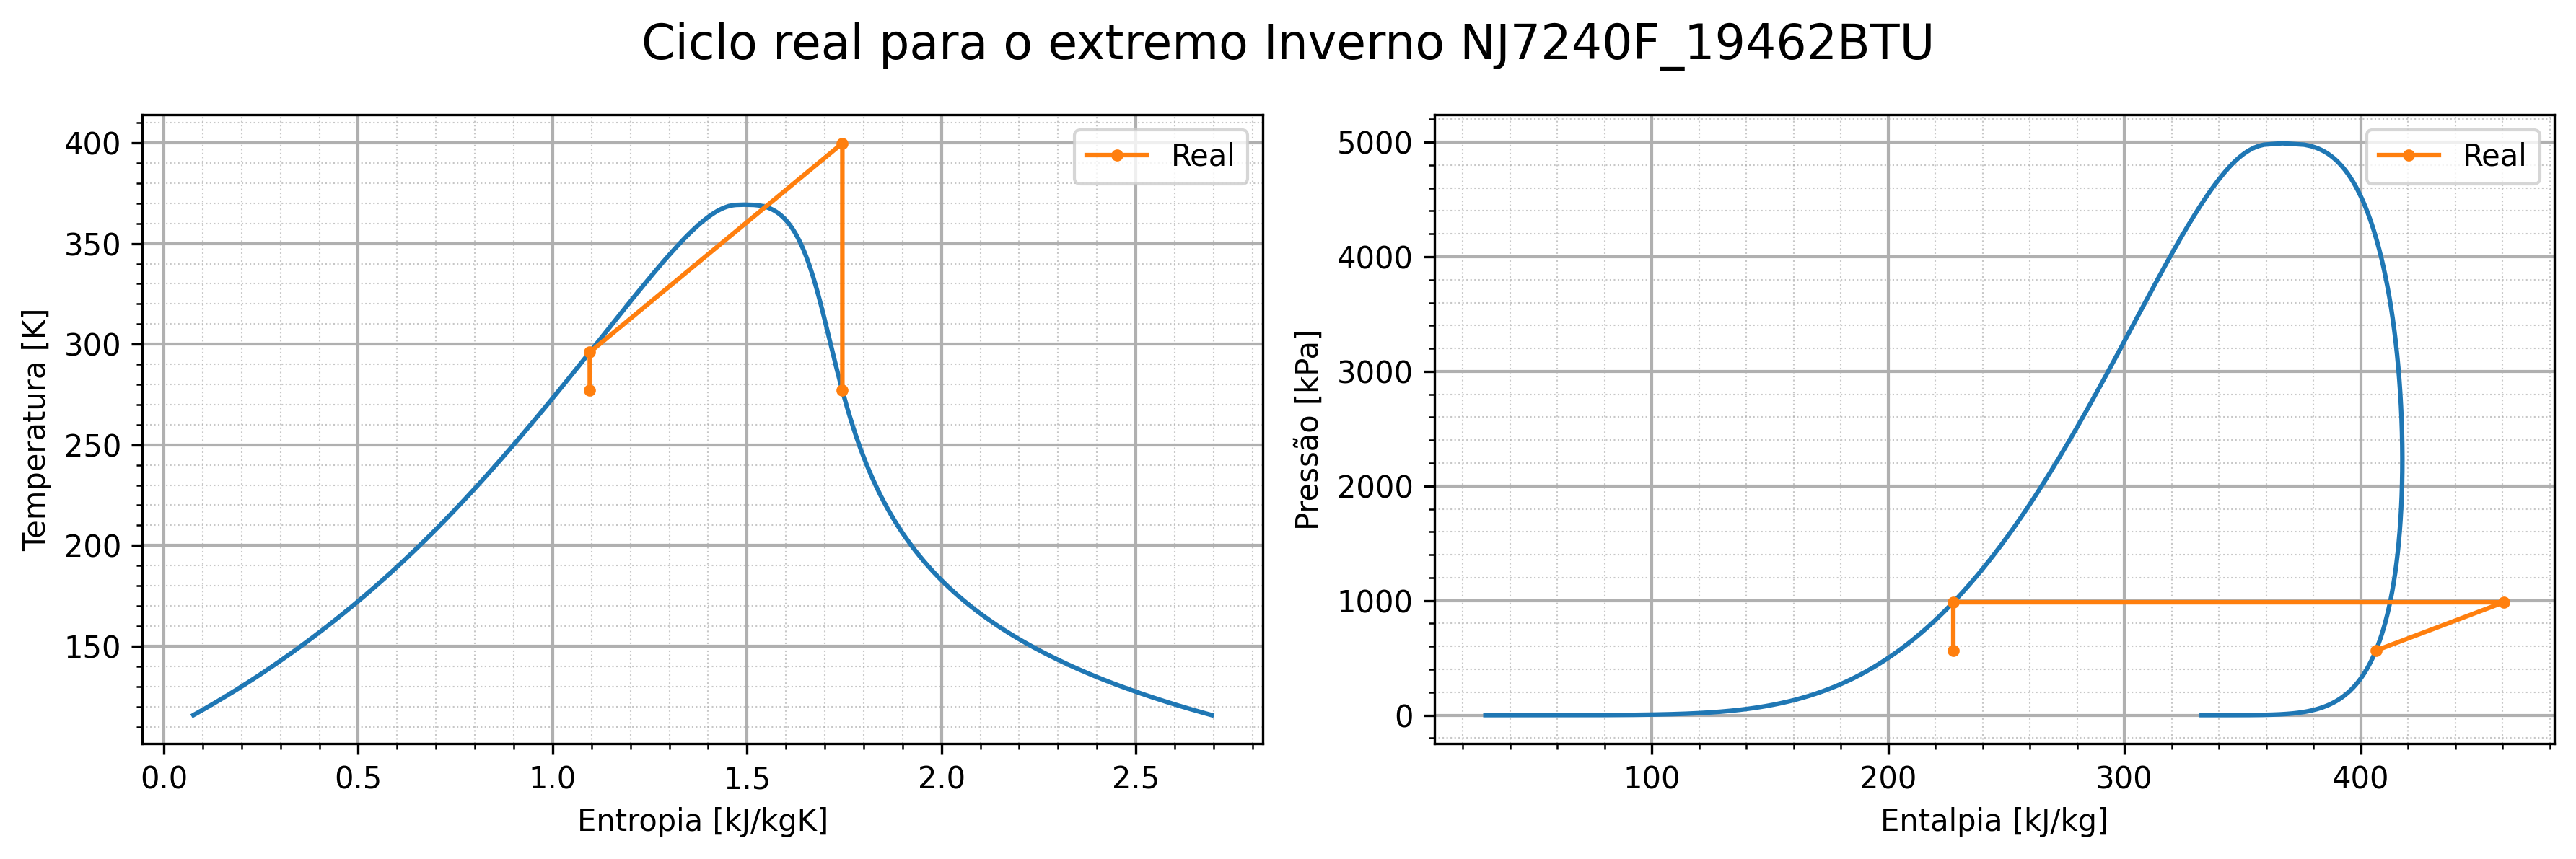 Ciclo real para o extremo Inverno NJ7240F_19462BTU
Temperatura [K]
400
350
300
250
200
150
0.0 0.5 1.0 1.5 2.0 2.5
Entropia [kJ/kgK]
Real
Pressão [kPa]
5000
4000
3000
2000
1000
0
100 200 300 400
Entalpia [kJ/kg]
Real